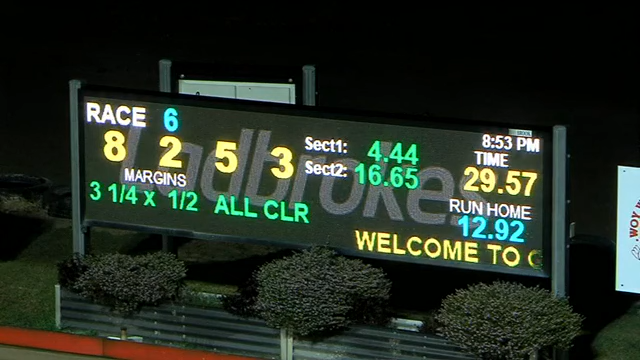 RACE 6
8 2 5 3
MARGINS
3 1/4 x 1/2 ALL CLR
Ladbrokes
Sect1: 4.44
Sect2: 16.65
8:53 PM
TIME
29.57
RUN HOME
12.92
WELCOME TO
WOY